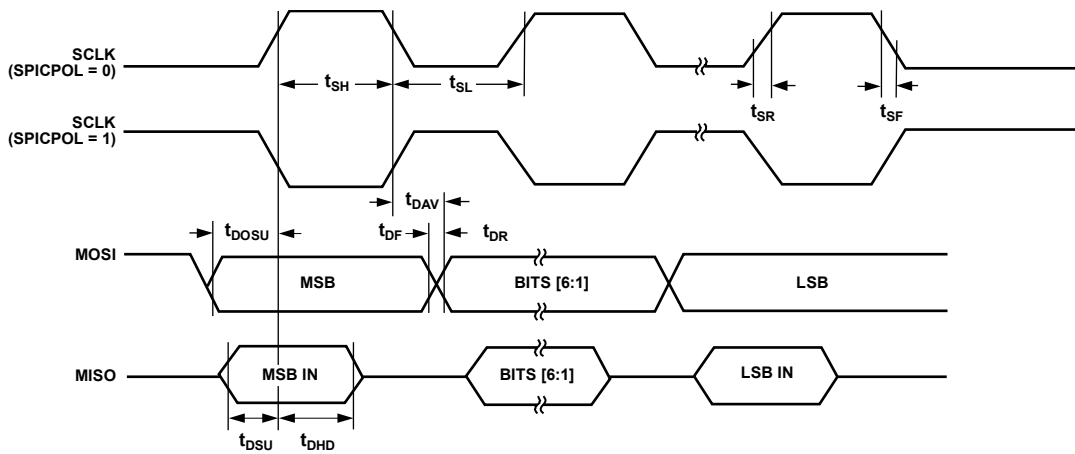 SCLK
(SPICPOL = 0)
tSH
tSL
tSR
tSF
SCLK
(SPICPOL = 1)
tDAV
tDOSU
tDF
tDR
MOSI
MSB
BITS [6:1]
LSB
MISO
MSB IN
BITS [6:1]
LSB IN
tDSU
tDHD